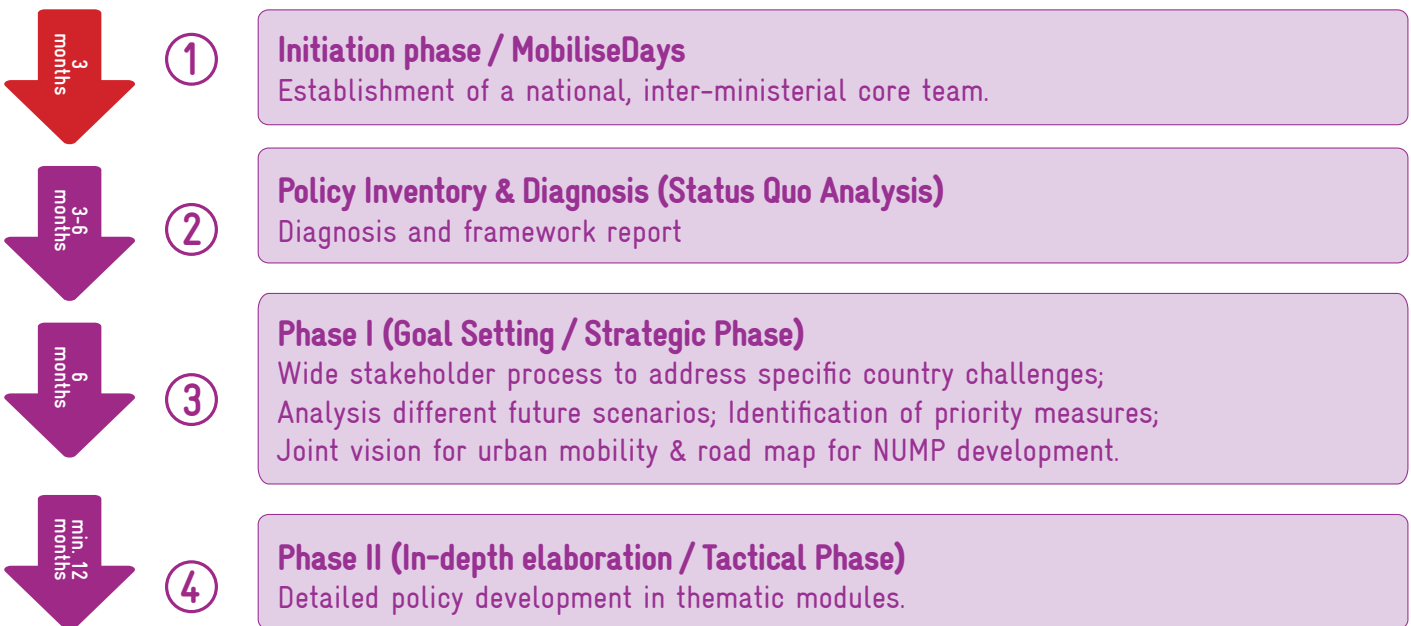 3
months
1
Initiation phase / MobiliseDays
Establishment of a national, inter-ministerial core team.
3-6
months
2
Policy Inventory & Diagnosis (Status Quo Analysis)
Diagnosis and framework report
6
months
3
Phase I (Goal Setting / Strategic Phase)
Wide stakeholder process to address specific country challenges;
Analysis different future scenarios; Identification of priority measures;
Joint vision for urban mobility & road map for NUMP development.
min. 12
months
4
Phase II (In-depth elaboration / Tactical Phase)
Detailed policy development in thematic modules.